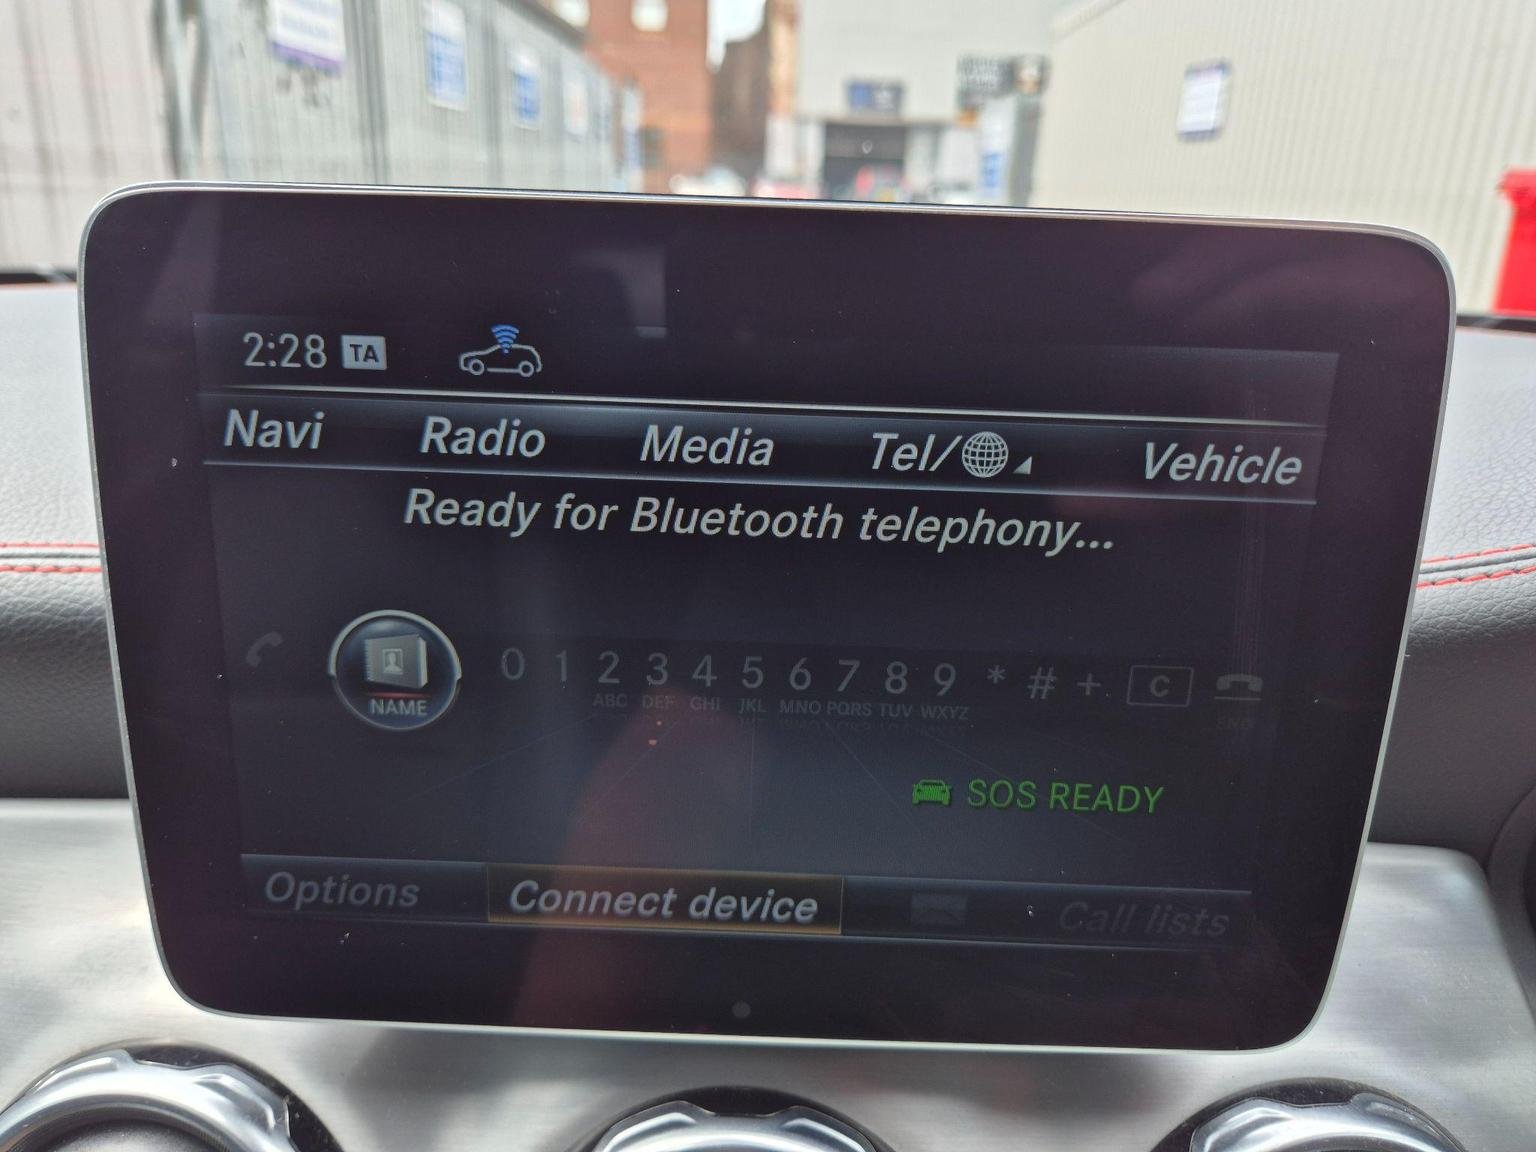 2:28 TA
Navi Radio Media Tel/ Vehicle
Ready for Bluetooth telephony...
0 1 2 3 4 5 6 7 8 9 * # + C
ABC DEF GHI JKL MNO PQRS TUV WXYZ
NAME
END
SOS READY
Options Connect device Call lists